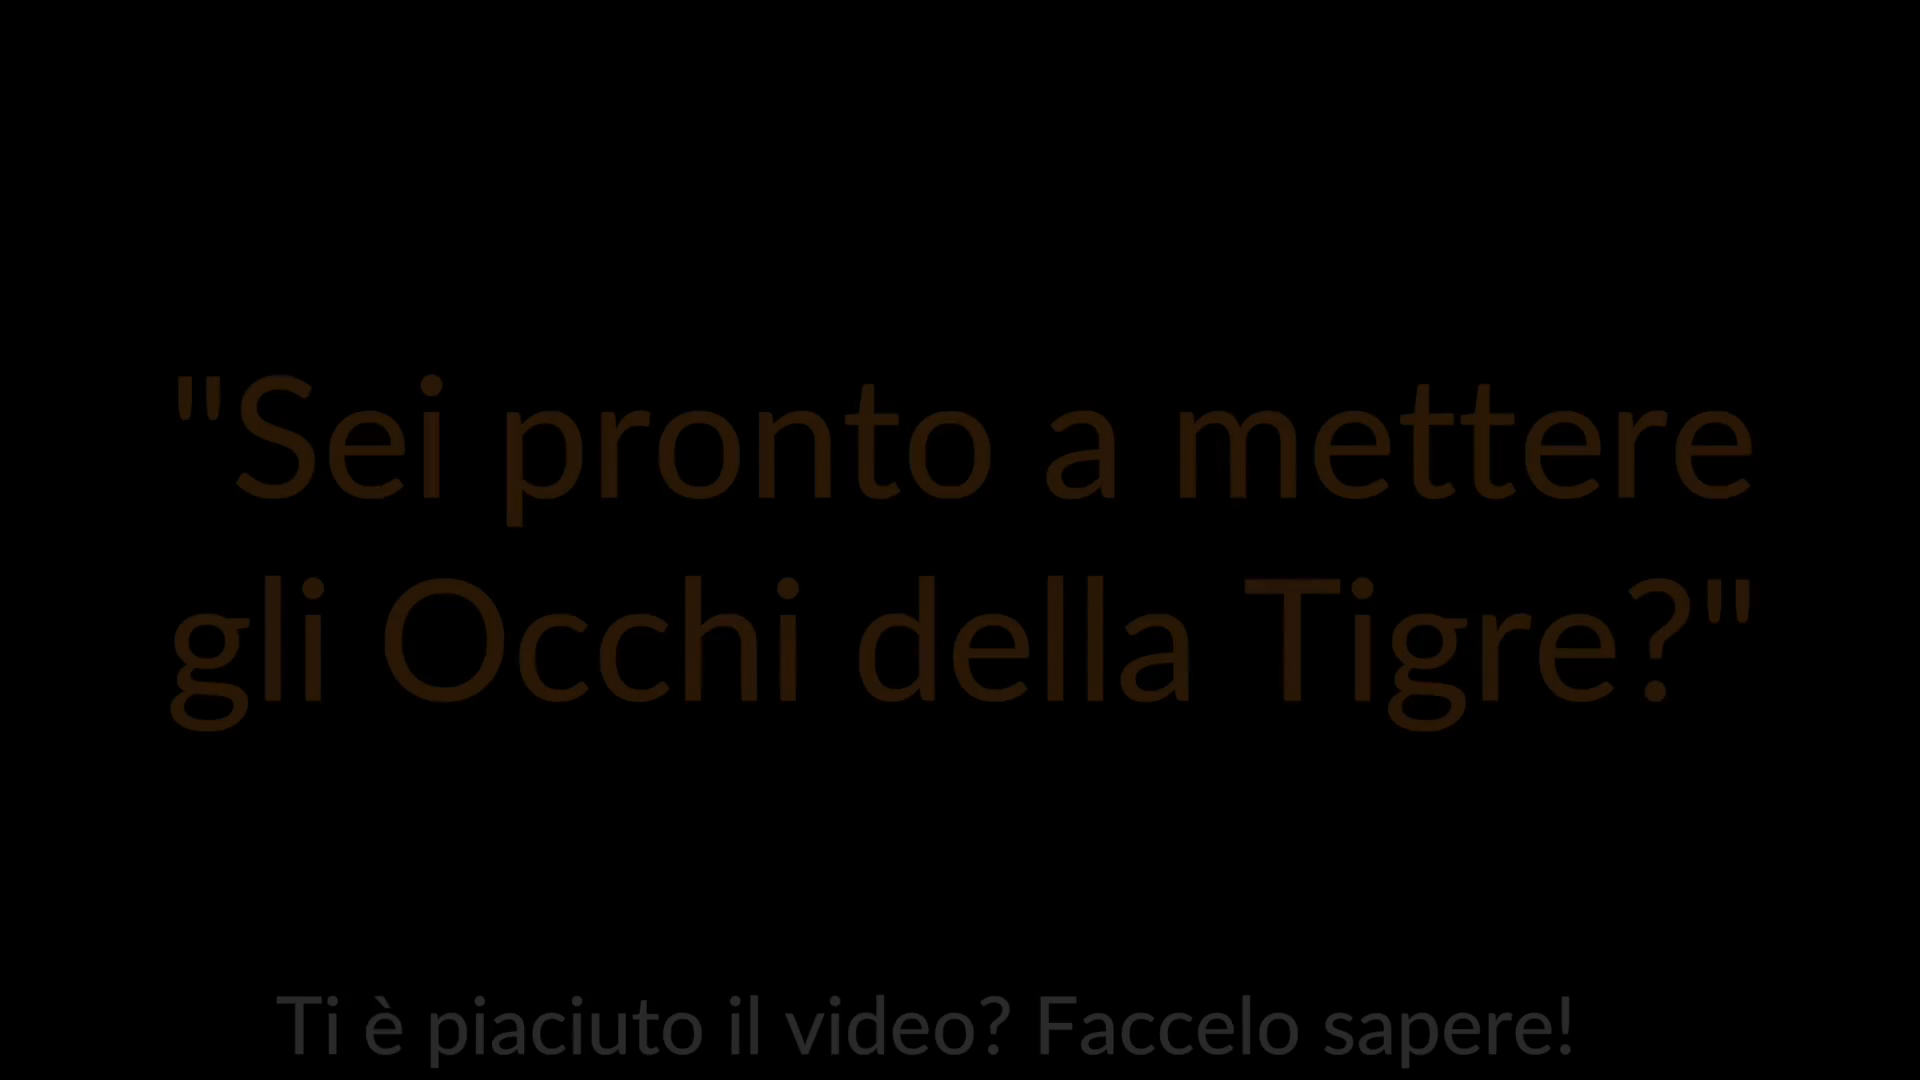 "Sei pronto a mettere
gli Occhi della Tigre?"
Ti è piaciuto il video? Faccelo sapere!